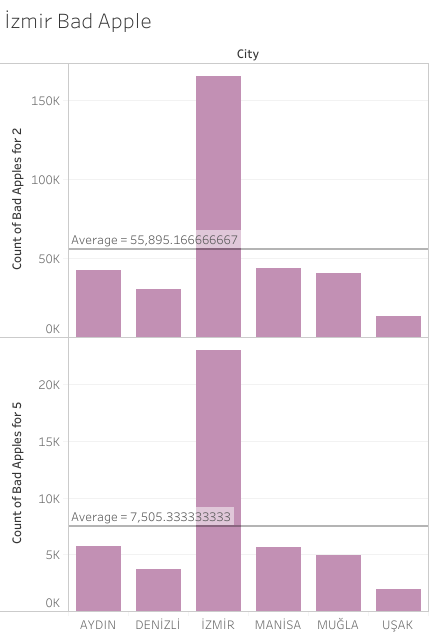 İzmir Bad Apple
City
Count of Bad Apples for 2
150K
100K
Average = 55,895.166666667
50K
0K
Count of Bad Apples for 5
20K
15K
10K
Average = 7,505.333333333
5K
0K
AYDIN DENİZLİ İZMİR MANİSA MUĞLA UŞAK